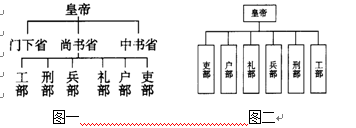 皇帝
门下省 尚书省 中书省
工部 刑部 兵部 礼部 户部 吏部
图一
皇帝
吏部 户部 礼部 兵部 刑部 工部
图二